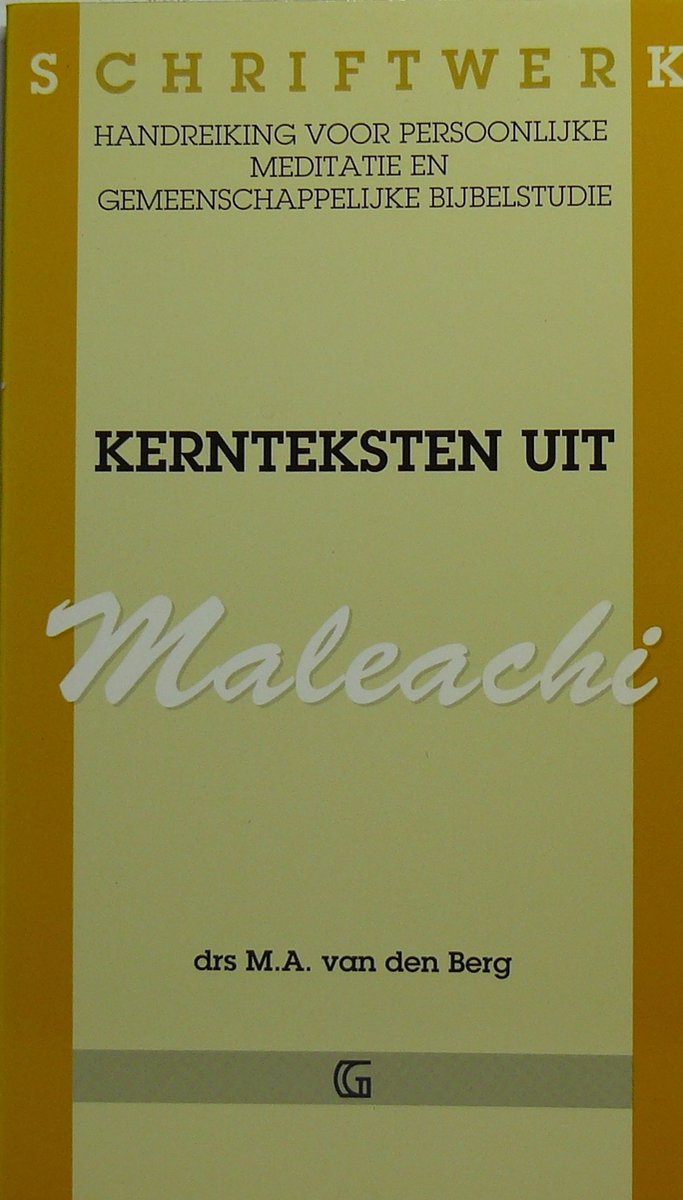 SCHRIFTWERK
HANDREIKING VOOR PERSOONLIJKE
MEDITATIE EN
GEMEENSCHAPPELIJKE BIJBELSTUDIE
KERNTEKSTEN UIT
Maleachi
drs M.A. van den Berg
G